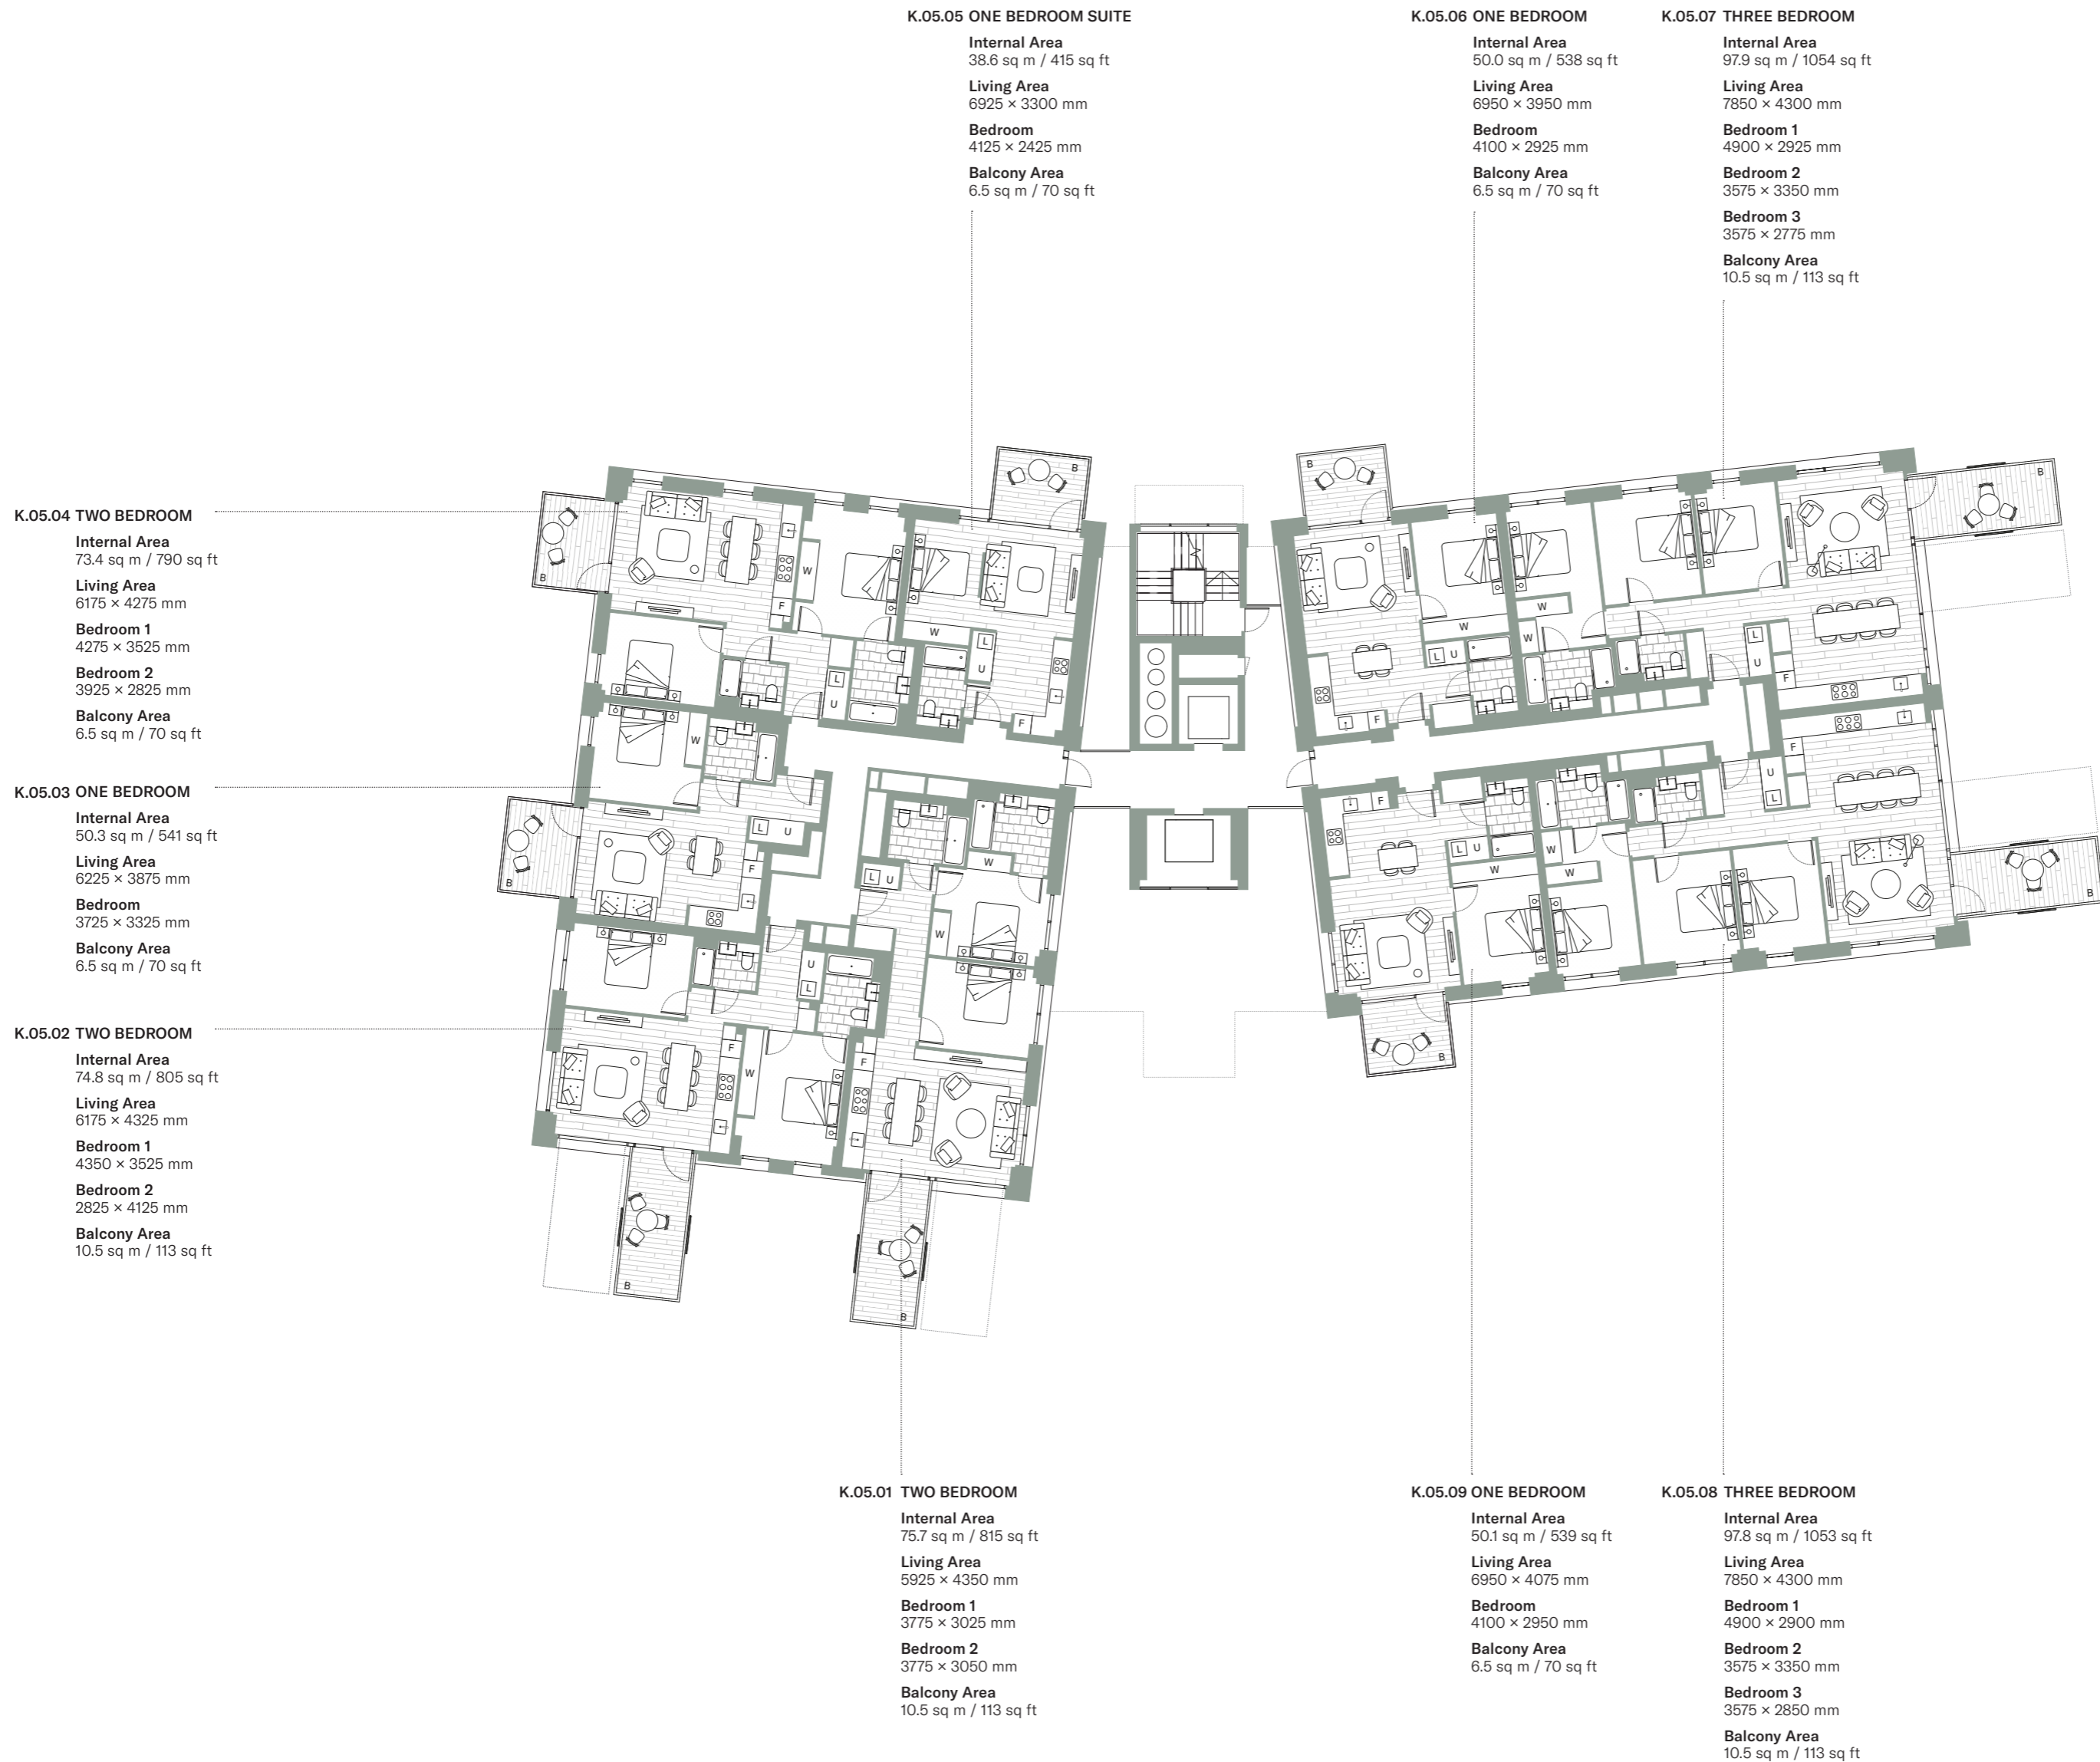 K.05.05 ONE BEDROOM SUITE
Internal Area
38.6 sq m / 415 sq ft
Living Area
6925 × 3300 mm
Bedroom
4125 × 2425 mm
Balcony Area
6.5 sq m / 70 sq ft
K.05.06 ONE BEDROOM
Internal Area
50.0 sq m / 538 sq ft
Living Area
6950 × 3950 mm
Bedroom
4100 × 2925 mm
Balcony Area
6.5 sq m / 70 sq ft
K.05.07 THREE BEDROOM
Internal Area
97.9 sq m / 1054 sq ft
Living Area
7850 × 4300 mm
Bedroom 1
4900 × 2925 mm
Bedroom 2
3575 × 3350 mm
Bedroom 3
3575 × 2775 mm
Balcony Area
10.5 sq m / 113 sq ft
K.05.04 TWO BEDROOM
Internal Area
73.4 sq m / 790 sq ft
Living Area
6175 × 4275 mm
Bedroom 1
4275 × 3525 mm
Bedroom 2
3925 × 2825 mm
Balcony Area
6.5 sq m / 70 sq ft
K.05.03 ONE BEDROOM
Internal Area
50.3 sq m / 541 sq ft
Living Area
6225 × 3875 mm
Bedroom
3725 × 3325 mm
Balcony Area
6.5 sq m / 70 sq ft
K.05.02 TWO BEDROOM
Internal Area
74.8 sq m / 805 sq ft
Living Area
6175 × 4325 mm
Bedroom 1
4350 × 3525 mm
Bedroom 2
2825 × 4125 mm
Balcony Area
10.5 sq m / 113 sq ft
B
W
F
L
U
B
W
L
U
F
B
W
L U
F
W
W
L
U
F
B
W
L U
F
B
L U
W
W
F
U
L
W
F
B
B
F
L U
W
B
F
U
L
W
W
B
K.05.01 TWO BEDROOM
Internal Area
75.7 sq m / 815 sq ft
Living Area
5925 × 4350 mm
Bedroom 1
3775 × 3025 mm
Bedroom 2
3775 × 3050 mm
Balcony Area
10.5 sq m / 113 sq ft
K.05.09 ONE BEDROOM
Internal Area
50.1 sq m / 539 sq ft
Living Area
6950 × 4075 mm
Bedroom
4100 × 2950 mm
Balcony Area
6.5 sq m / 70 sq ft
K.05.08 THREE BEDROOM
Internal Area
97.8 sq m / 1053 sq ft
Living Area
7850 × 4300 mm
Bedroom 1
4900 × 2900 mm
Bedroom 2
3575 × 3350 mm
Bedroom 3
3575 × 2850 mm
Balcony Area
10.5 sq m / 113 sq ft